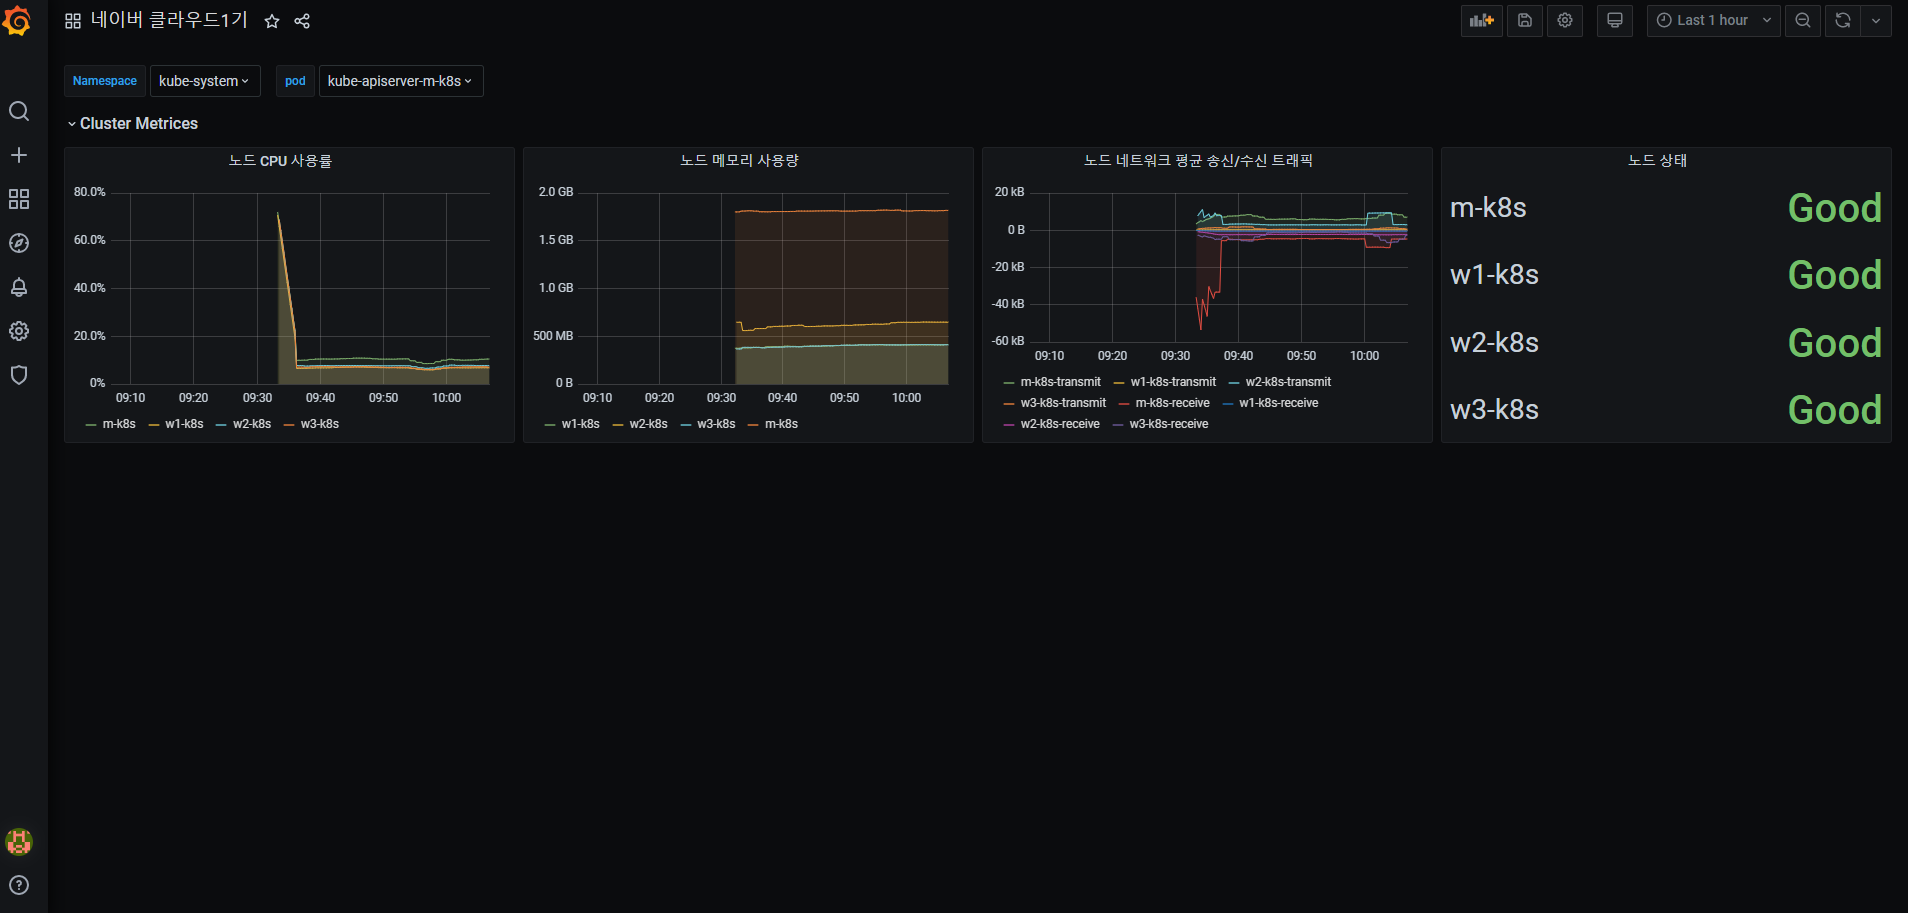 네이버 클라우드1기
Last 1 hour
Namespace kube-system pod kube-apiserver-m-k8s
Cluster Metrices
노드 CPU 사용률
80.0%
60.0%
40.0%
20.0%
0%
09:10 09:20 09:30 09:40 09:50 10:00
m-k8s w1-k8s w2-k8s w3-k8s
노드 메모리 사용량
2.0 GB
1.5 GB
1.0 GB
500 MB
0 B
09:10 09:20 09:30 09:40 09:50 10:00
w1-k8s w2-k8s w3-k8s m-k8s
노드 네트워크 평균 송신/수신 트래픽
20 kB
0 B
-20 kB
-40 kB
-60 kB
09:10 09:20 09:30 09:40 09:50 10:00
m-k8s-transmit w1-k8s-transmit w2-k8s-transmit
w3-k8s-transmit m-k8s-receive w1-k8s-receive
w2-k8s-receive w3-k8s-receive
노드 상태
m-k8s Good
w1-k8s Good
w2-k8s Good
w3-k8s Good